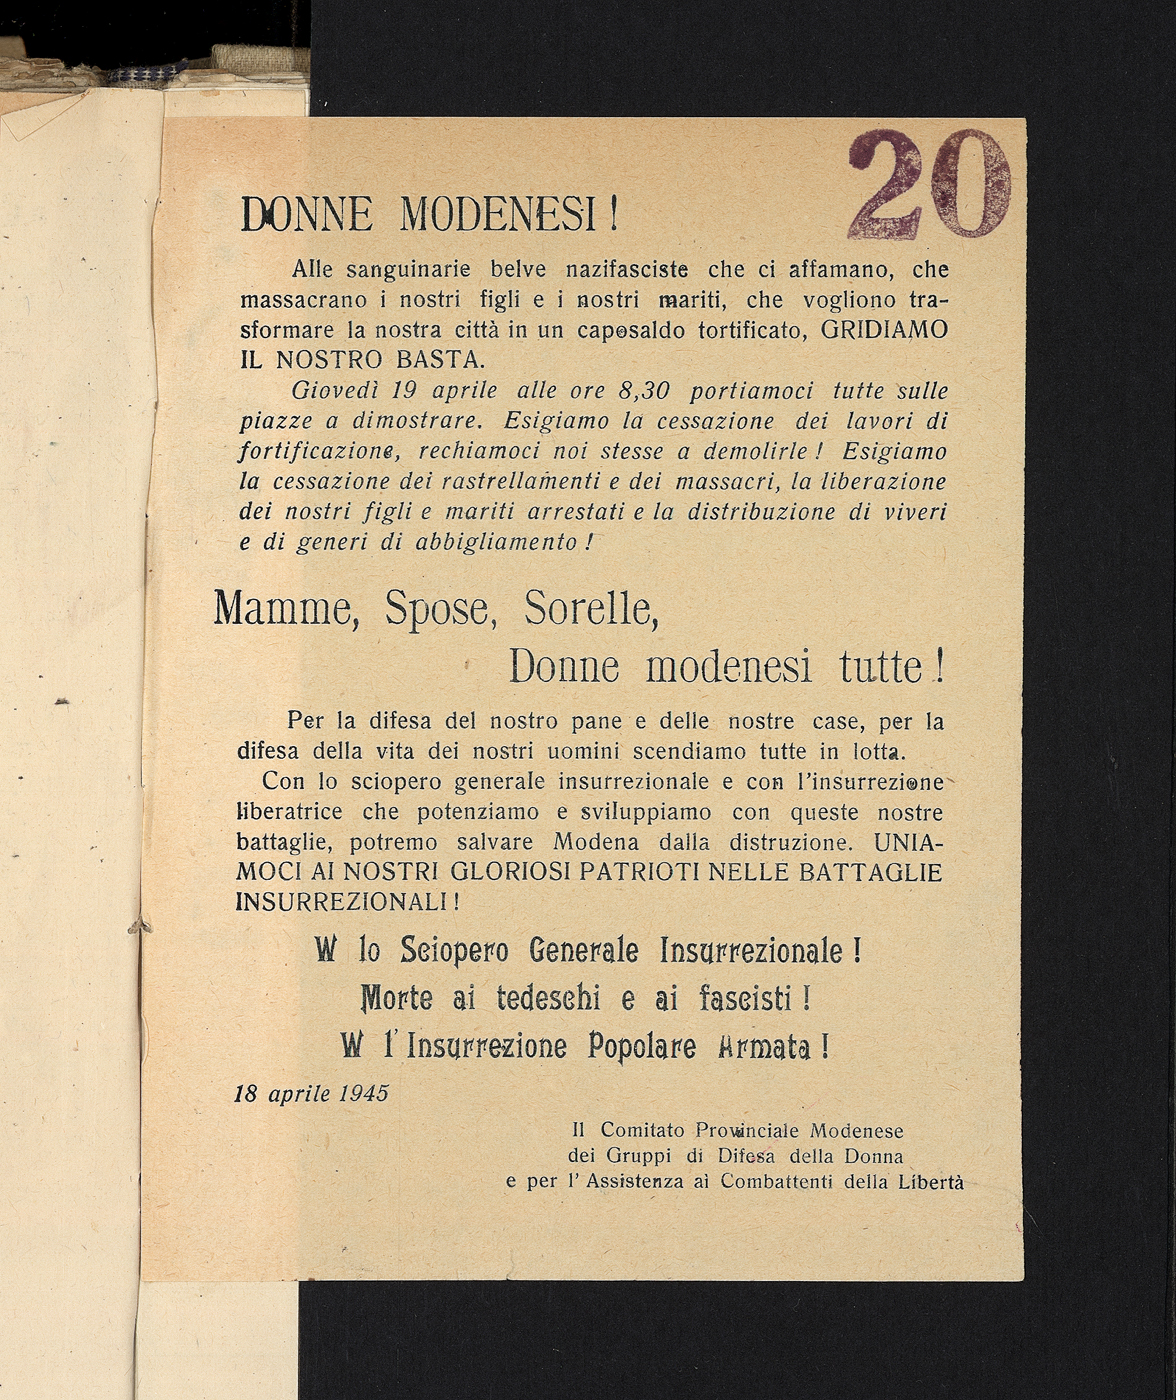 20
DONNE MODENESI !
Alle sanguinarie belve nazifasciste che ci affamano, che
massacrano i nostri figli e i nostri mariti, che vogliono tra-
sformare la nostra città in un caposaldo tortificato, GRIDIAMO
IL NOSTRO BASTA.
Giovedì 19 aprile alle ore 8,30 portiamoci tutte sulle
piazze a dimostrare. Esigiamo la cessazione dei lavori di
fortificazione, rechiamoci noi stesse a demolirle ! Esigiamo
la cessazione dei rastrellamenti e dei massacri, la liberazione
dei nostri figli e mariti arrestati e la distribuzione di viveri
e di generi di abbigliamento !
Mamme, Spose, Sorelle,
Donne modenesi tutte !
Per la difesa del nostro pane e delle nostre case, per la
difesa della vita dei nostri uomini scendiamo tutte in lotta.
Con lo sciopero generale insurrezionale e con l'insurrezione
liberatrice che potenziamo e sviluppiamo con queste nostre
battaglie, potremo salvare Modena dalla distruzione. UNIA-
MOCI AI NOSTRI GLORIOSI PATRIOTI NELLE BATTAGLIE
INSURREZIONALI !
W lo Sciopero Generale Insurrezionale !
Morte ai tedeschi e ai fascisti !
W l'Insurrezione Popolare Armata !
18 aprile 1945
Il Comitato Provinciale Modenese
dei Gruppi di Difesa della Donna
e per l'Assistenza ai Combattenti della Libertà